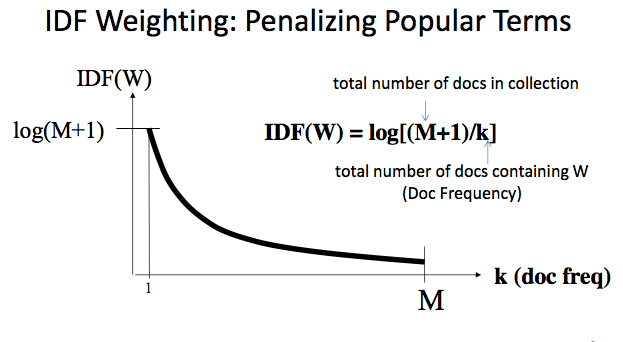 IDF Weighting: Penalizing Popular Terms
IDF(W)
total number of docs in collection
log(M+1)
IDF(W) = log[(M+1)/k]
total number of docs containing W
(Doc Frequency)
k (doc freq)
1
M